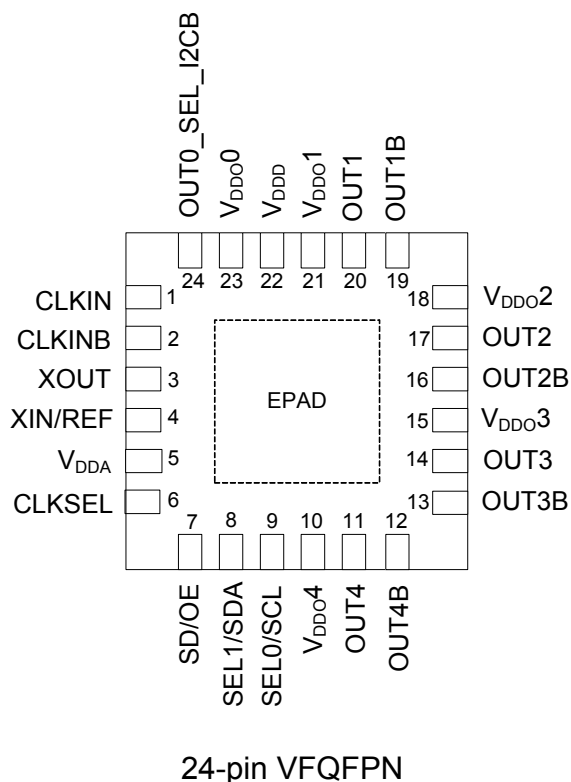 OUT0_SEL_I2CB
VDDO0
VDDD
VDDO1
OUT1
OUT1B
24
23
22
21
20
19
CLKIN
1
CLKINB
2
XOUT
3
XIN/REF
4
VDDA
5
CLKSEL
6
EPAD
18
VDDO2
17
OUT2
16
OUT2B
15
VDDO3
14
OUT3
13
OUT3B
7
8
9
10
11
12
SD/OE
SEL1/SDA
SEL0/SCL
VDDO4
OUT4
OUT4B
24-pin VFQFPN